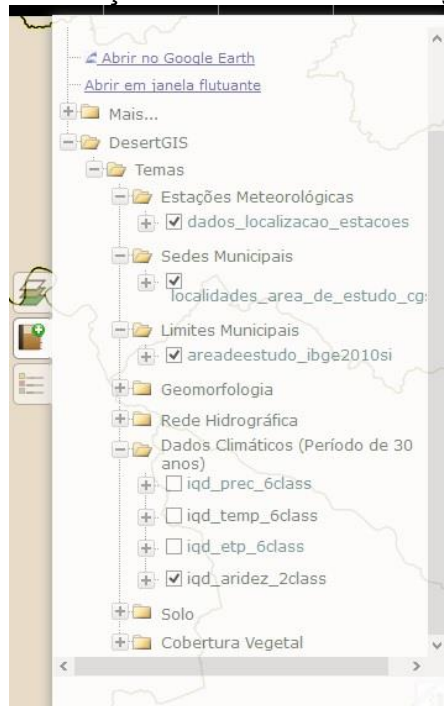 Abrir no Google Earth
Abrir em janela flutuante
Mais...
DesertGIS
Temas
Estações Meteorológicas
dados_localizacao_estacoes
Sedes Municipais
localidades_area_de_estudo_cg
Limites Municipais
areadeestudo_ibge2010si
Geomorfologia
Rede Hidrográfica
Dados Climáticos (Período de 30
anos)
iqd_prec_6class
iqd_temp_6class
iqd_etp_6class
iqd_aridez_2class
Solo
Cobertura Vegetal